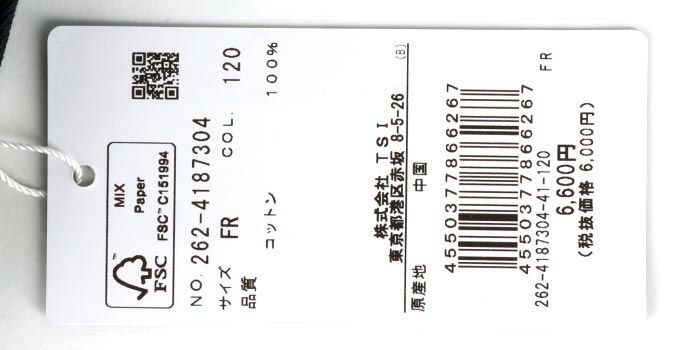 MIX
Paper
FSC™ C151994
FSC
NO. 262-4187304
サイズ FR COL. 120
品質 コットン 100%
(B)
株式会社 TSI
東京都港区赤坂 8-5-26
原産地 中国
4550377866267
4550377866267
262-4187304-41-120 FR
6,600円
(税抜価格 6,000円)